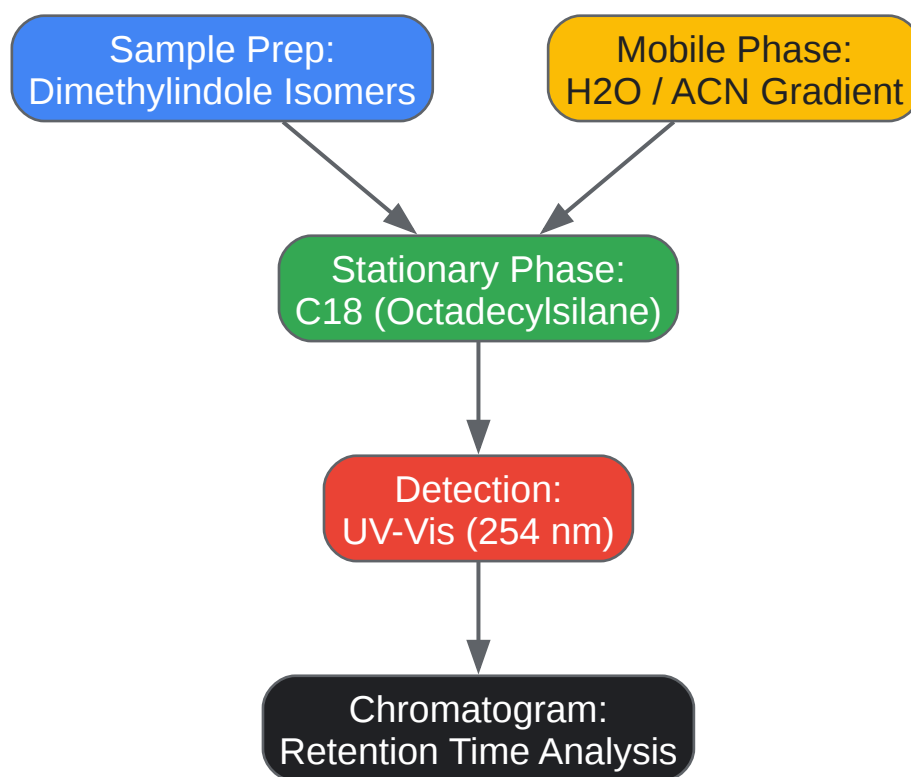 Sample Prep:
Dimethylindole Isomers
Mobile Phase:
H2O / ACN Gradient
Stationary Phase:
C18 (Octadecylsilane)
Detection:
UV-Vis (254 nm)
Chromatogram:
Retention Time Analysis